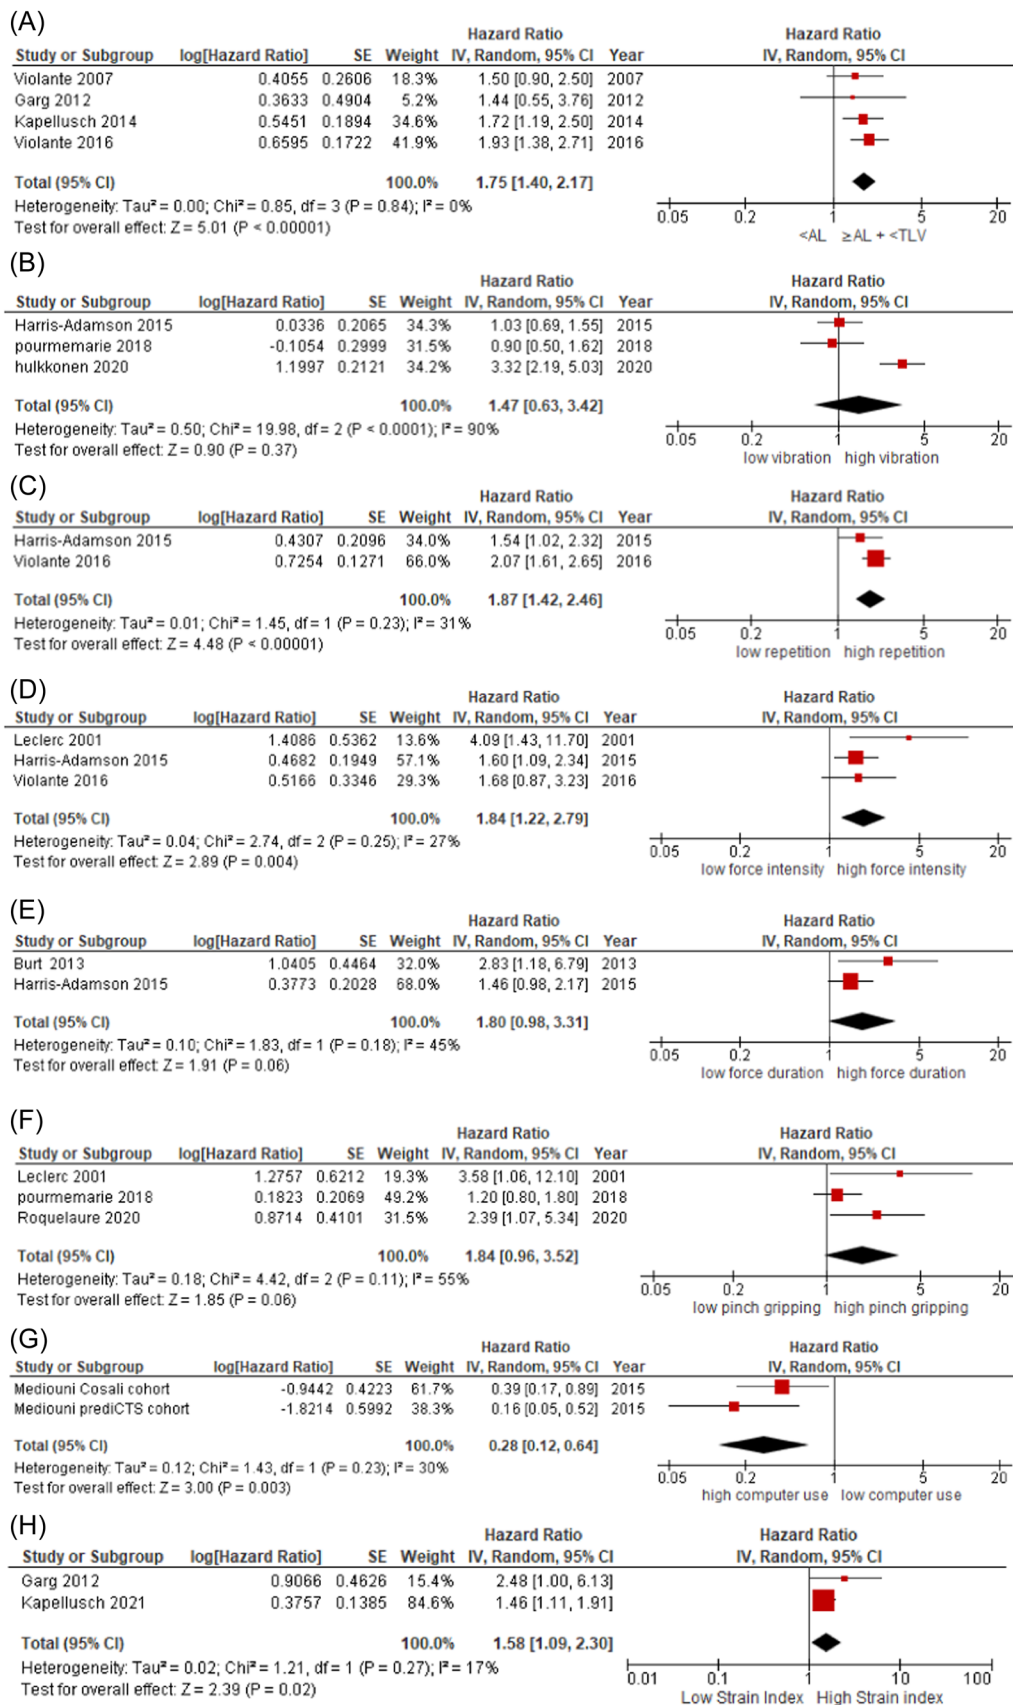 (A)
Hazard Ratio Hazard Ratio
Study or Subgroup log[Hazard Ratio] SE Weight IV, Random, 95% CI Year IV, Random, 95% CI
Violante 2007 0.4055 0.2606 18.3% 1.50 [0.90, 2.50] 2007
Garg 2012 0.3633 0.4904 5.2% 1.44 [0.55, 3.76] 2012
Kapellusch 2014 0.5451 0.1894 34.6% 1.72 [1.19, 2.50] 2014
Violante 2016 0.6595 0.1722 41.9% 1.93 [1.38, 2.71] 2016
Total (95% CI) 100.0% 1.75 [1.40, 2.17]
Heterogeneity: Tau² = 0.00; Chi² = 0.85, df = 3 (P = 0.84); I² = 0%
0.05 0.2 1 5 20
Test for overall effect: Z = 5.01 (P < 0.00001)
<AL ≥AL + <TLV
(B)
Hazard Ratio Hazard Ratio
Study or Subgroup log[Hazard Ratio] SE Weight IV, Random, 95% CI Year IV, Random, 95% CI
Harris-Adamson 2015 0.0336 0.2065 34.3% 1.03 [0.69, 1.55] 2015
pourmemarie 2018 -0.1054 0.2999 31.5% 0.90 [0.50, 1.62] 2018
hulkkonen 2020 1.1997 0.2121 34.2% 3.32 [2.19, 5.03] 2020
Total (95% CI) 100.0% 1.47 [0.63, 3.42]
Heterogeneity: Tau² = 0.50; Chi² = 19.98, df = 2 (P < 0.0001); I² = 90%
0.05 0.2 1 5 20
Test for overall effect: Z = 0.90 (P = 0.37)
low vibration high vibration
(C)
Hazard Ratio Hazard Ratio
Study or Subgroup log[Hazard Ratio] SE Weight IV, Random, 95% CI Year IV, Random, 95% CI
Harris-Adamson 2015 0.4307 0.2096 34.0% 1.54 [1.02, 2.32] 2015
Violante 2016 0.7254 0.1271 66.0% 2.07 [1.61, 2.65] 2016
Total (95% CI) 100.0% 1.87 [1.42, 2.46]
Heterogeneity: Tau² = 0.01; Chi² = 1.45, df = 1 (P = 0.23); I² = 31%
0.05 0.2 1 5 20
Test for overall effect: Z = 4.48 (P < 0.00001)
low repetition high repetition
(D)
Hazard Ratio Hazard Ratio
Study or Subgroup log[Hazard Ratio] SE Weight IV, Random, 95% CI Year IV, Random, 95% CI
Leclerc 2001 1.4086 0.5362 13.6% 4.09 [1.43, 11.70] 2001
Harris-Adamson 2015 0.4682 0.1949 57.1% 1.60 [1.09, 2.34] 2015
Violante 2016 0.5166 0.3346 29.3% 1.68 [0.87, 3.23] 2016
Total (95% CI) 100.0% 1.84 [1.22, 2.79]
Heterogeneity: Tau² = 0.04; Chi² = 2.74, df = 2 (P = 0.25); I² = 27%
0.05 0.2 1 5 20
Test for overall effect: Z = 2.89 (P = 0.004)
low force intensity high force intensity
(E)
Hazard Ratio Hazard Ratio
Study or Subgroup log[Hazard Ratio] SE Weight IV, Random, 95% CI Year IV, Random, 95% CI
Burt 2013 1.0405 0.4464 32.0% 2.83 [1.18, 6.79] 2013
Harris-Adamson 2015 0.3773 0.2028 68.0% 1.46 [0.98, 2.17] 2015
Total (95% CI) 100.0% 1.80 [0.98, 3.31]
Heterogeneity: Tau² = 0.10; Chi² = 1.83, df = 1 (P = 0.18); I² = 45%
0.05 0.2 1 5 20
Test for overall effect: Z = 1.91 (P = 0.06)
low force duration high force duration
(F)
Hazard Ratio Hazard Ratio
Study or Subgroup log[Hazard Ratio] SE Weight IV, Random, 95% CI Year IV, Random, 95% CI
Leclerc 2001 1.2757 0.6212 19.3% 3.58 [1.06, 12.10] 2001
pourmemarie 2018 0.1823 0.2069 49.2% 1.20 [0.80, 1.80] 2018
Roquelaure 2020 0.8714 0.4101 31.5% 2.39 [1.07, 5.34] 2020
Total (95% CI) 100.0% 1.84 [0.96, 3.52]
Heterogeneity: Tau² = 0.18; Chi² = 4.42, df = 2 (P = 0.11); I² = 55%
0.05 0.2 1 5 20
Test for overall effect: Z = 1.85 (P = 0.06)
low pinch gripping high pinch gripping
(G)
Hazard Ratio Hazard Ratio
Study or Subgroup log[Hazard Ratio] SE Weight IV, Random, 95% CI Year IV, Random, 95% CI
Mediouni Cosali cohort -0.9442 0.4223 61.7% 0.39 [0.17, 0.89] 2015
Mediouni prediCTS cohort -1.8214 0.5992 38.3% 0.16 [0.05, 0.52] 2015
Total (95% CI) 100.0% 0.28 [0.12, 0.64]
Heterogeneity: Tau² = 0.12; Chi² = 1.43, df = 1 (P = 0.23); I² = 30%
0.05 0.2 1 5 20
Test for overall effect: Z = 3.00 (P = 0.003)
high computer use low computer use
(H)
Hazard Ratio Hazard Ratio
Study or Subgroup log[Hazard Ratio] SE Weight IV, Random, 95% CI IV, Random, 95% CI
Garg 2012 0.9066 0.4626 15.4% 2.48 [1.00, 6.13]
Kapellusch 2021 0.3757 0.1385 84.6% 1.46 [1.11, 1.91]
Total (95% CI) 100.0% 1.58 [1.09, 2.30]
Heterogeneity: Tau² = 0.02; Chi² = 1.21, df = 1 (P = 0.27); I² = 17%
0.01 0.1 1 10 100
Test for overall effect: Z = 2.39 (P = 0.02)
Low Strain Index High Strain index